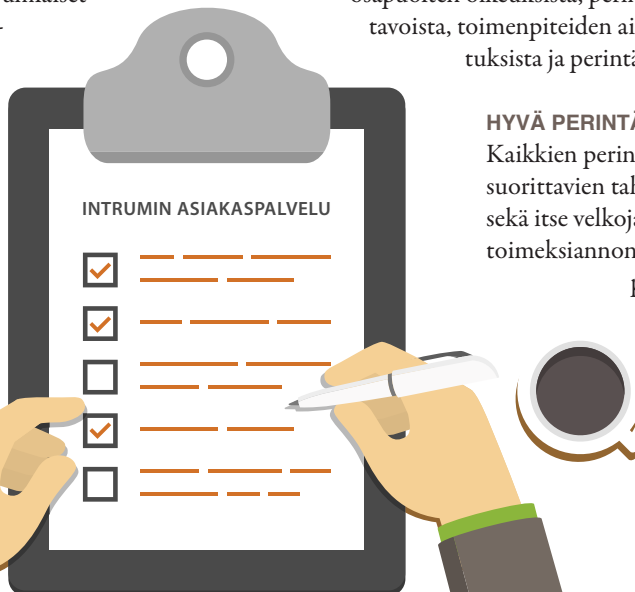 osapuolten oikeuksista, perin
tavoista, toimenpiteiden ai
tuksista ja perintä
HYVÄ PERINTÄ
Kaikkien perin
suorittavien tah
sekä itse velkoja
toimeksiannon
INTRUMIN ASIAKASPALVELU